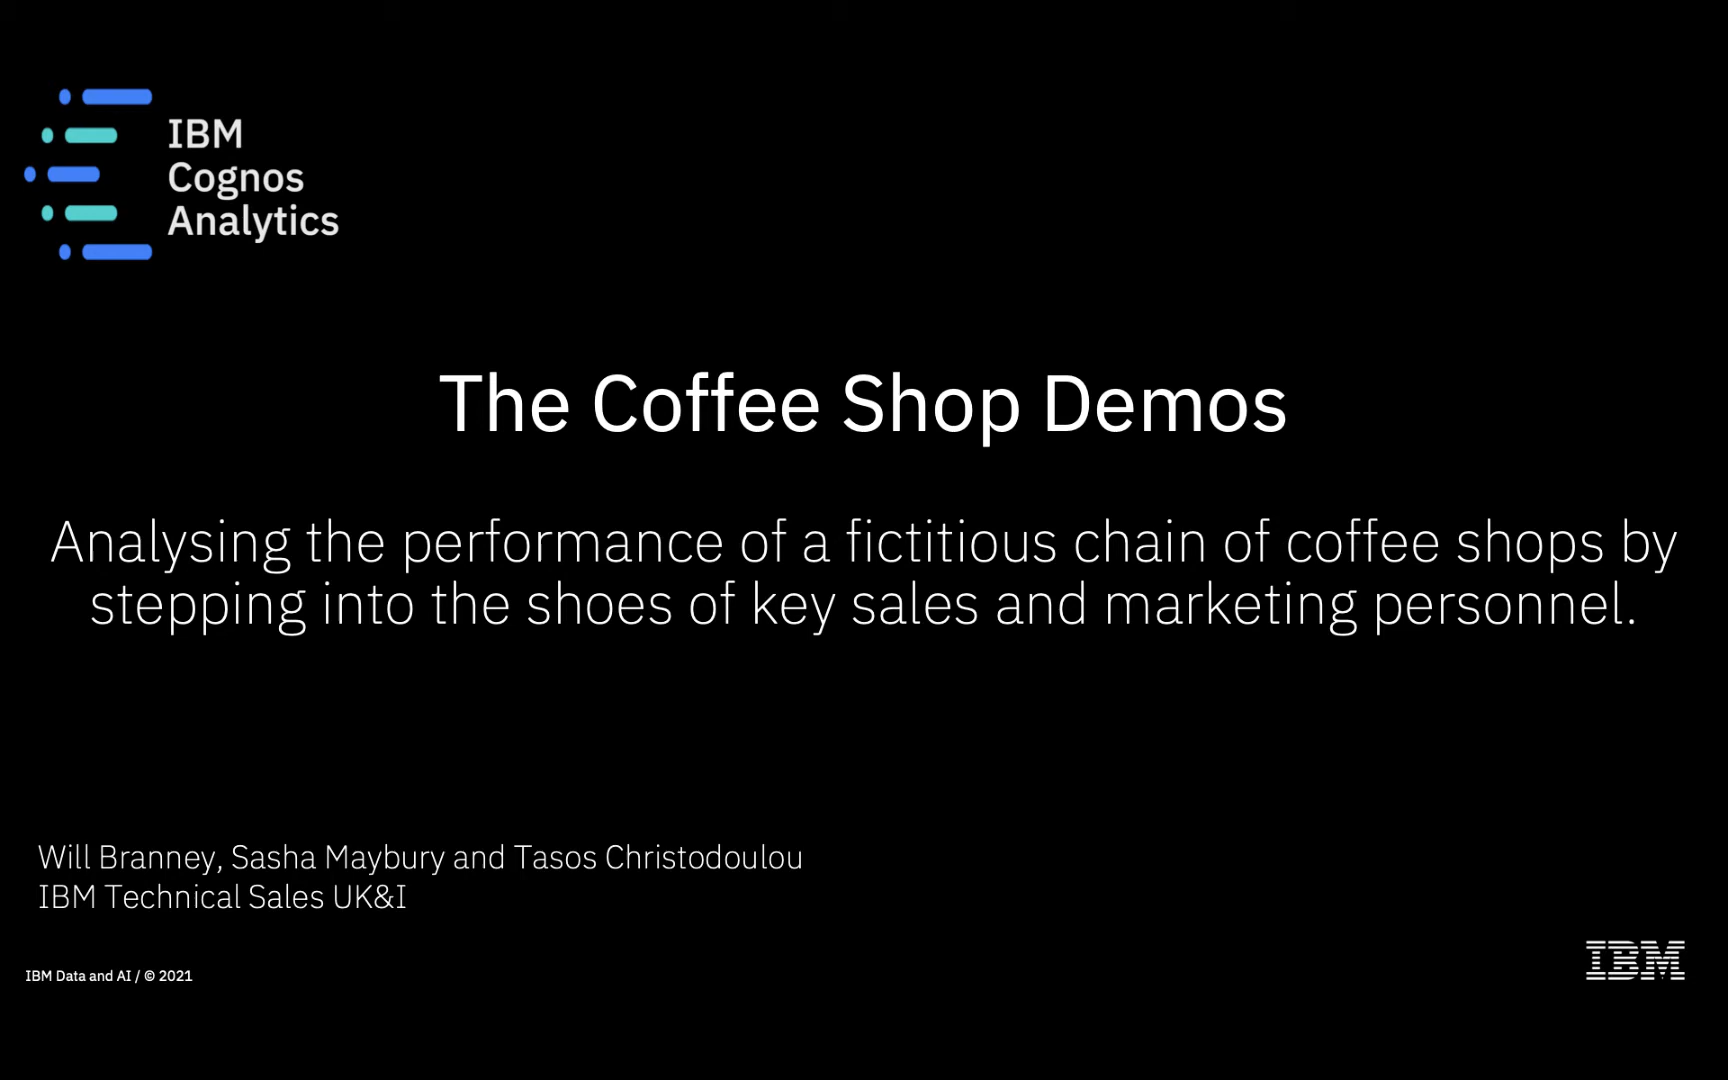 IBM
Cognos
Analytics
The Coffee Shop Demos
Analysing the performance of a fictitious chain of coffee shops by
stepping into the shoes of key sales and marketing personnel.
Will Branney, Sasha Maybury and Tasos Christodoulou
IBM Technical Sales UK&I
IBM Data and AI / © 2021
IBM